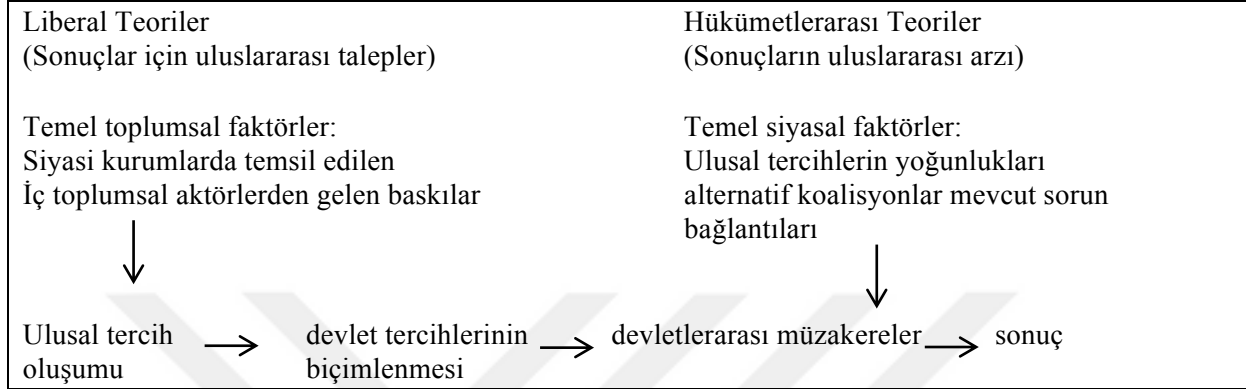 Liberal Teoriler
(Sonuçlar için uluslararası talepler)
Temel toplumsal faktörler:
Siyasi kurumlarda temsil edilen
İç toplumsal aktörlerden gelen baskılar
Hükümetlerarası Teoriler
(Sonuçların uluslararası arzı)
Temel siyasal faktörler:
Ulusal tercihlerin yoğunlukları
alternatif koalisyonlar mevcut sorun
bağlantıları
Ulusal tercih
oluşumu
devlet tercihlerinin
biçimlenmesi
devletlerarası müzakereler
sonuç